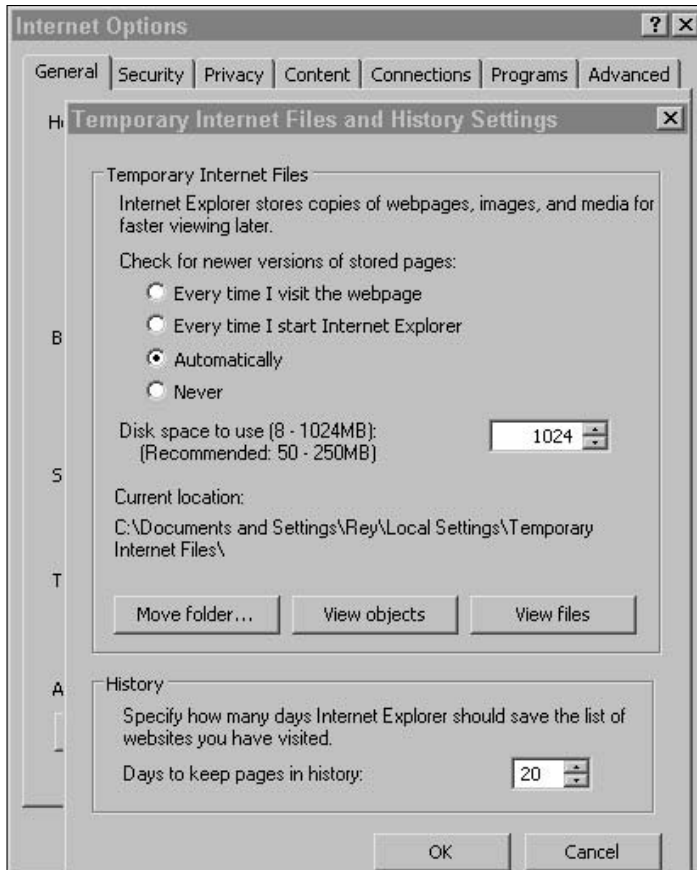 Internet Options
General Security Privacy Content Connections Programs Advanced
Temporary Internet Files and History Settings
Temporary Internet Files
Internet Explorer stores copies of webpages, images, and media for
faster viewing later.
Check for newer versions of stored pages:
Every time I visit the webpage
Every time I start Internet Explorer
B
Automatically
Never
Disk space to use (8 - 1024MB):
1024
(Recommended: 50 - 250MB)
S
Current location:
C:\Documents and Settings\Rey\Local Settings\Temporary
Internet Files\
T
Move folder... View objects View files
A
History
Specify how many days Internet Explorer should save the list of
websites you have visited.
Days to keep pages in history:
20
OK Cancel